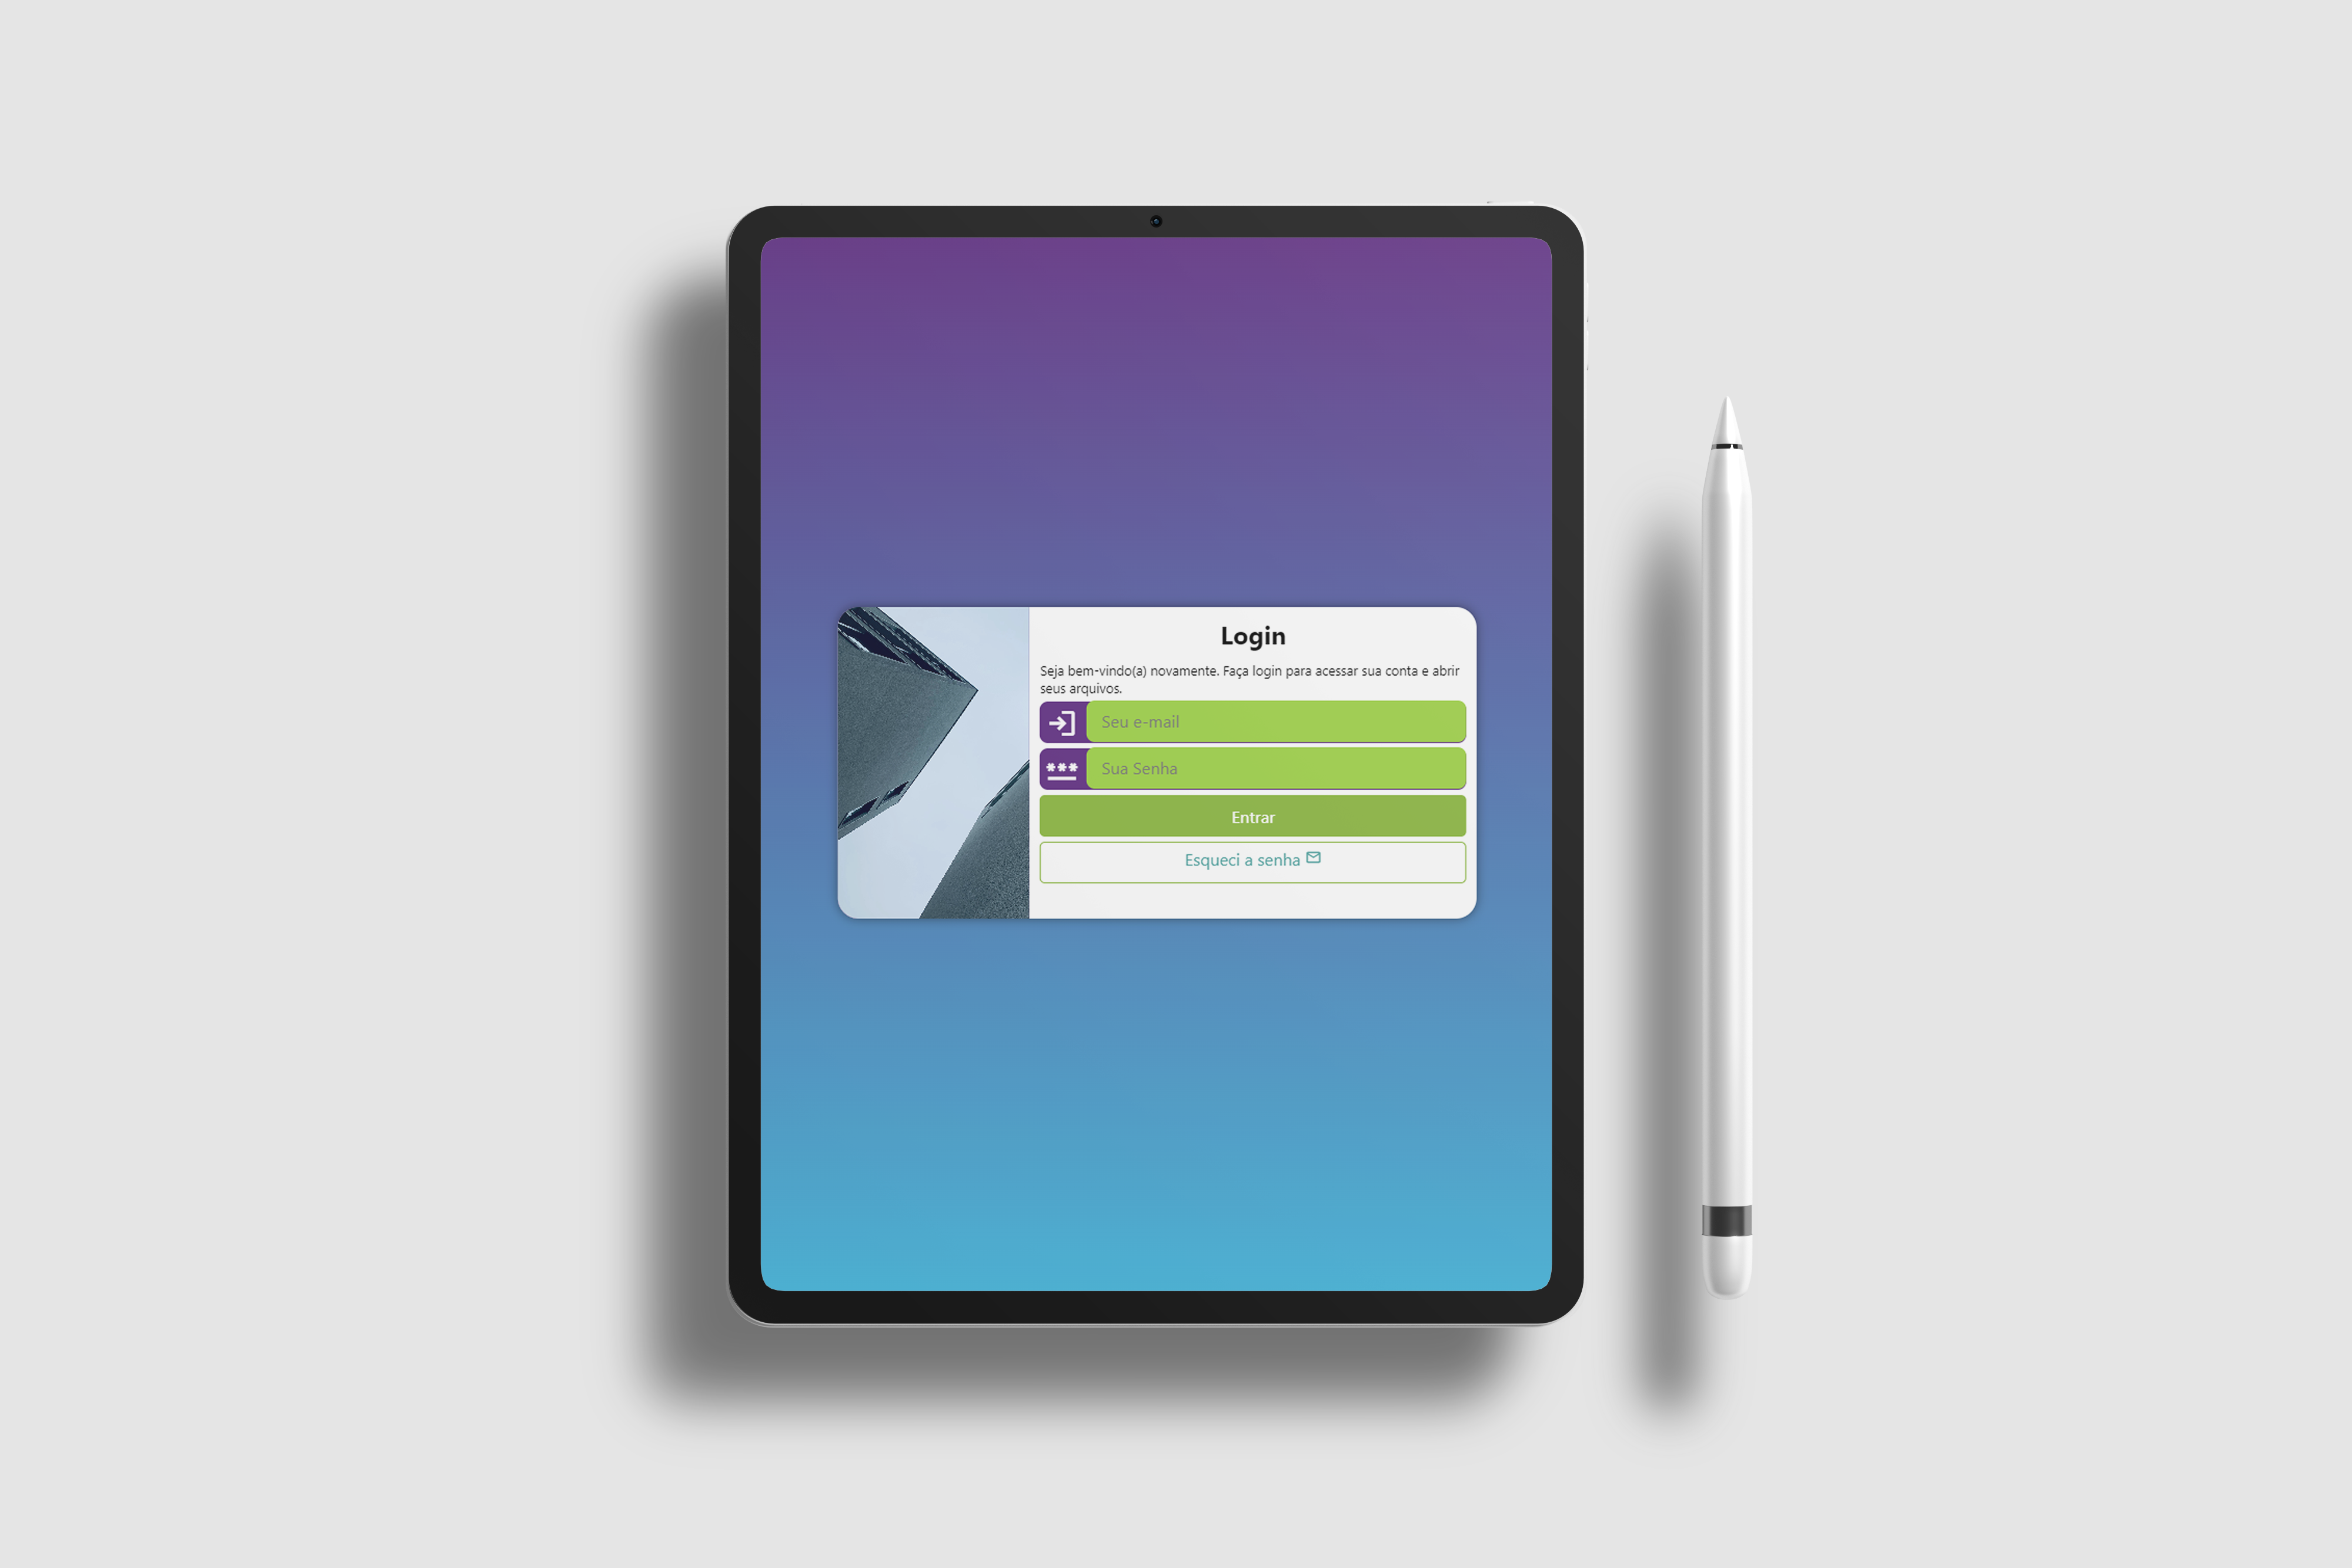 Login
Seja bem-vindo(a) novamente. Faça login para acessar sua conta e abrir
seus arquivos.
Seu e-mail
***
Sua Senha
Entrar
Esqueci a senha